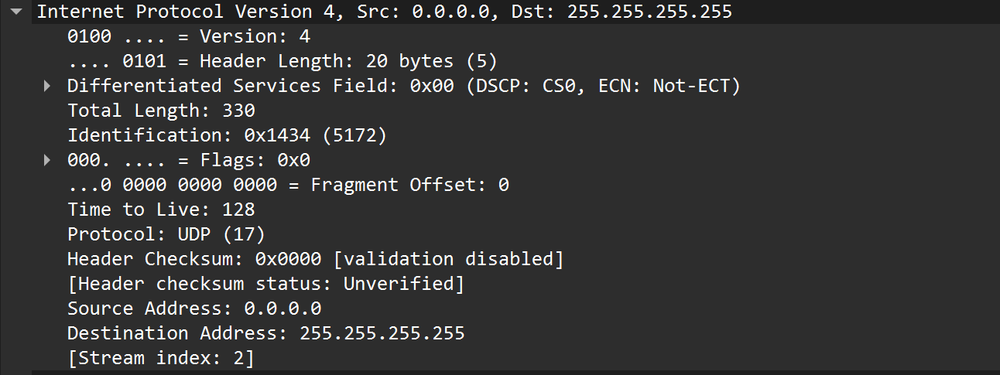 Internet Protocol Version 4, Src: 0.0.0.0, Dst: 255.255.255.255
0100 .... = Version: 4
.... 0101 = Header Length: 20 bytes (5)
Differentiated Services Field: 0x00 (DSCP: CS0, ECN: Not-ECT)
Total Length: 330
Identification: 0x1434 (5172)
000. .... = Flags: 0x0
...0 0000 0000 0000 = Fragment Offset: 0
Time to Live: 128
Protocol: UDP (17)
Header Checksum: 0x0000 [validation disabled]
[Header checksum status: Unverified]
Source Address: 0.0.0.0
Destination Address: 255.255.255.255
[Stream index: 2]